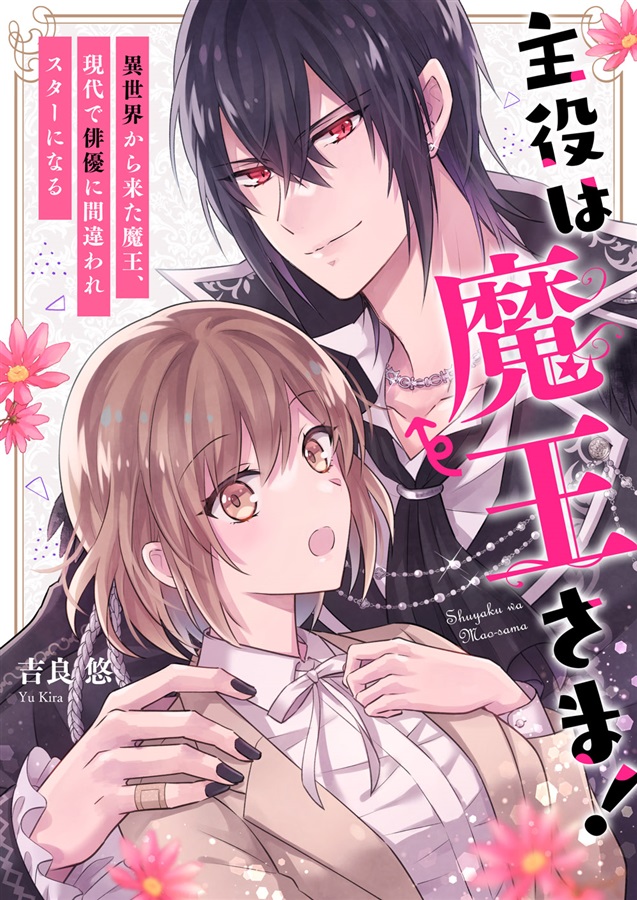 主役は
魔王さま!
Shuyaku wa
Mao-sama
異世界から来た魔王、
現代で俳優に間違われ
スターになる
吉良 悠
Yu Kira